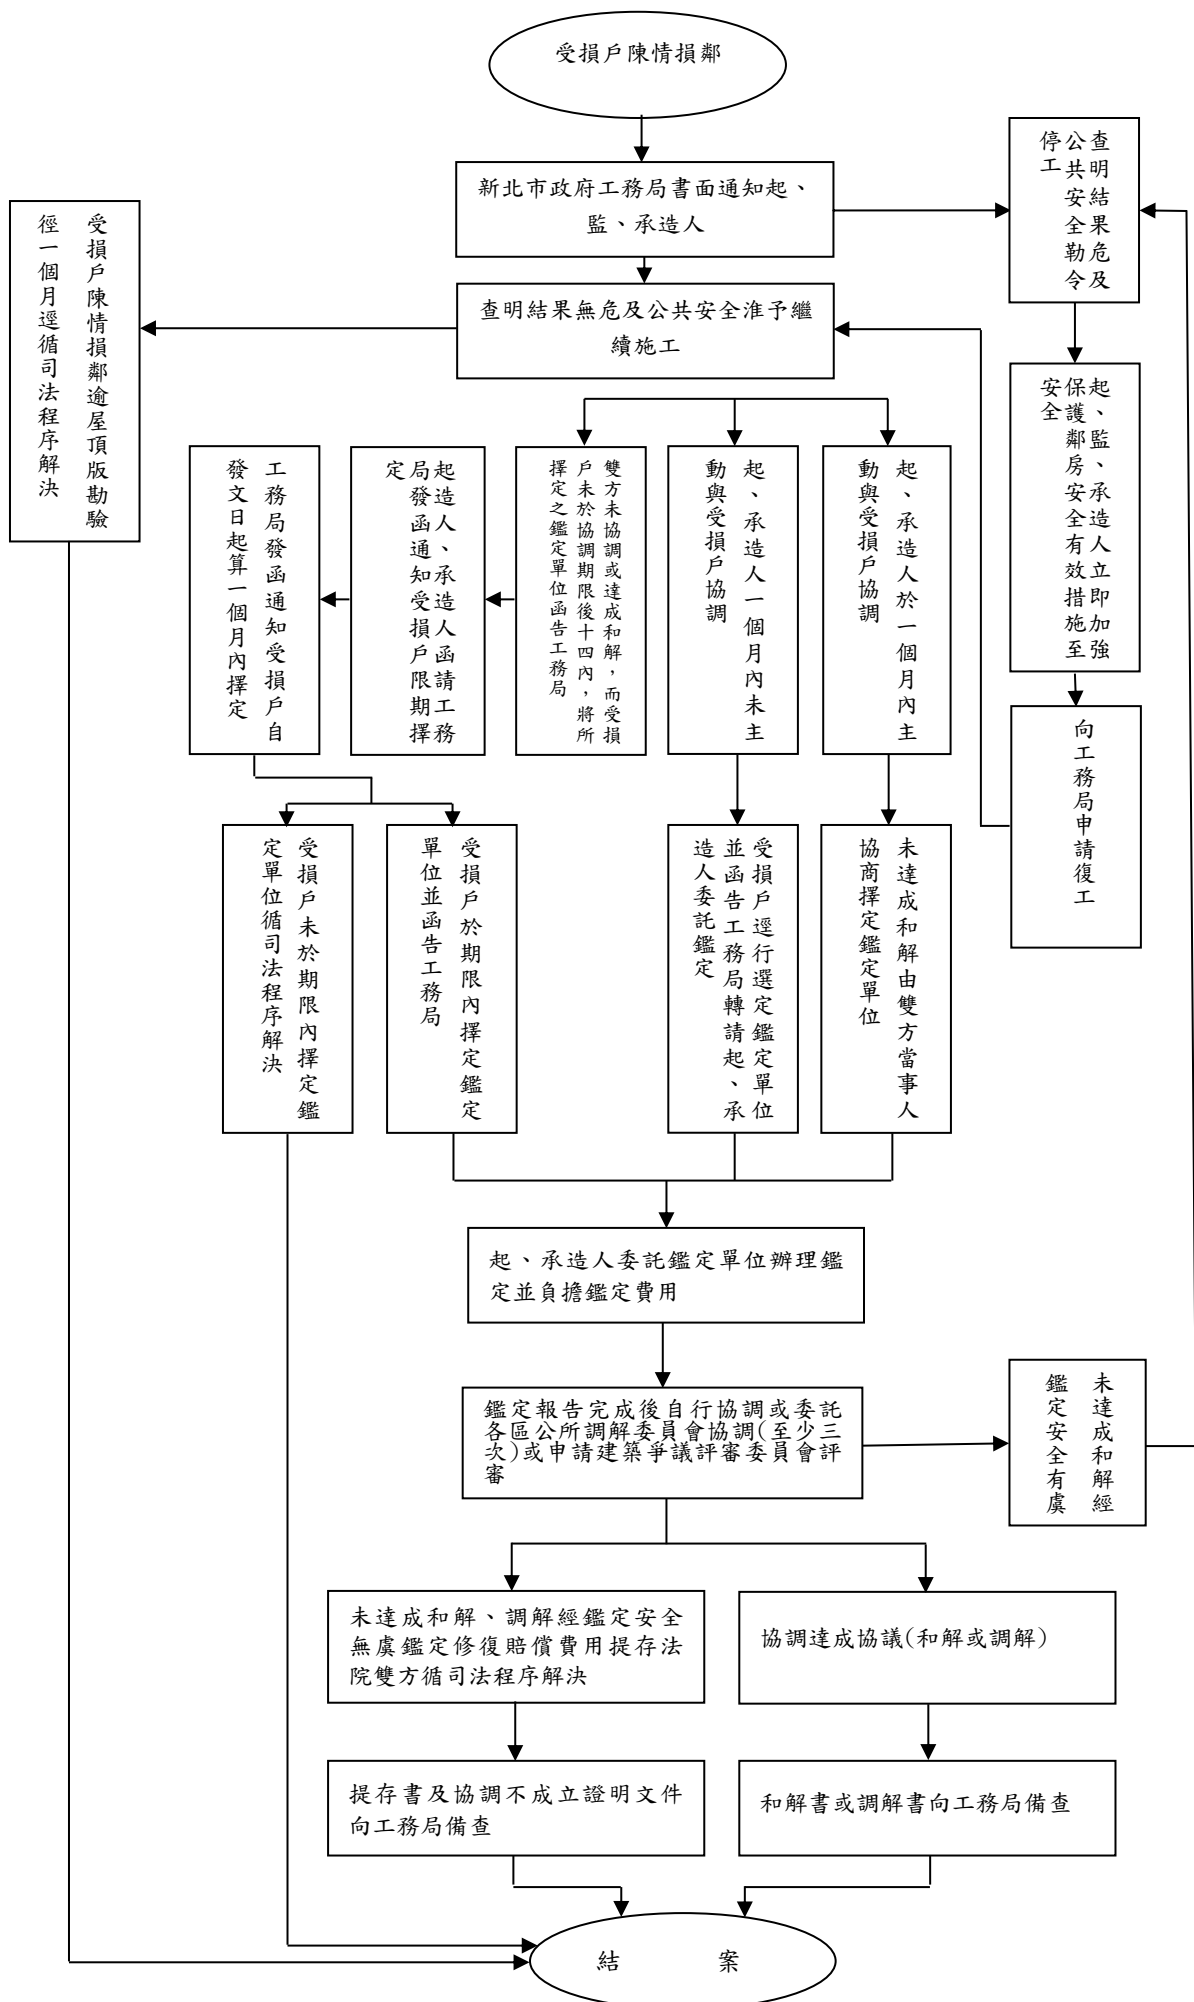 受損戶陳情損鄰
新北市政府工務局書面通知起、
監、承造人
查明結果危及
公共安全勒令
停工
受損戶陳情損鄰逾屋頂版勘驗
徑一個月逕循司法程序解決
查明結果無危及公共安全淮予繼
續施工
起、監、承造人立即加強
保護鄰房安全有效措施至
安全
工務局發函通知受損戶自
發文日起算一個月內擇定
起造人、承造人函請工務
局發函通知受損戶限期擇
定
雙方未協調或達成和解，而受損
戶未於協調期限後十四內，將所
擇定之鑑定單位函告工務局
起、承造人一個月內未主
動與受損戶協調
起、承造人於一個月內主
動與受損戶協調
向工務局申請復工
受損戶未於期限內擇定鑑
定單位循司法程序解決
受損戶於期限內擇定鑑定
單位並函告工務局
受損戶逕行選定鑑定單位
並函告工務局轉請起、承
造人委託鑑定
未達成和解由雙方當事人
協商擇定鑑定單位
起、承造人委託鑑定單位辦理鑑
定並負擔鑑定費用
鑑定報告完成後自行協調或委託
各區公所調解委員會協調(至少三
次)或申請建築爭議評審委員會評
審
未達成和解經
鑑定安全有虞
未達成和解、調解經鑑定安全
無虞鑑定修復賠償費用提存法
院雙方循司法程序解決
協調達成協議(和解或調解)
提存書及協調不成立證明文件
向工務局備查
和解書或調解書向工務局備查
結　　案